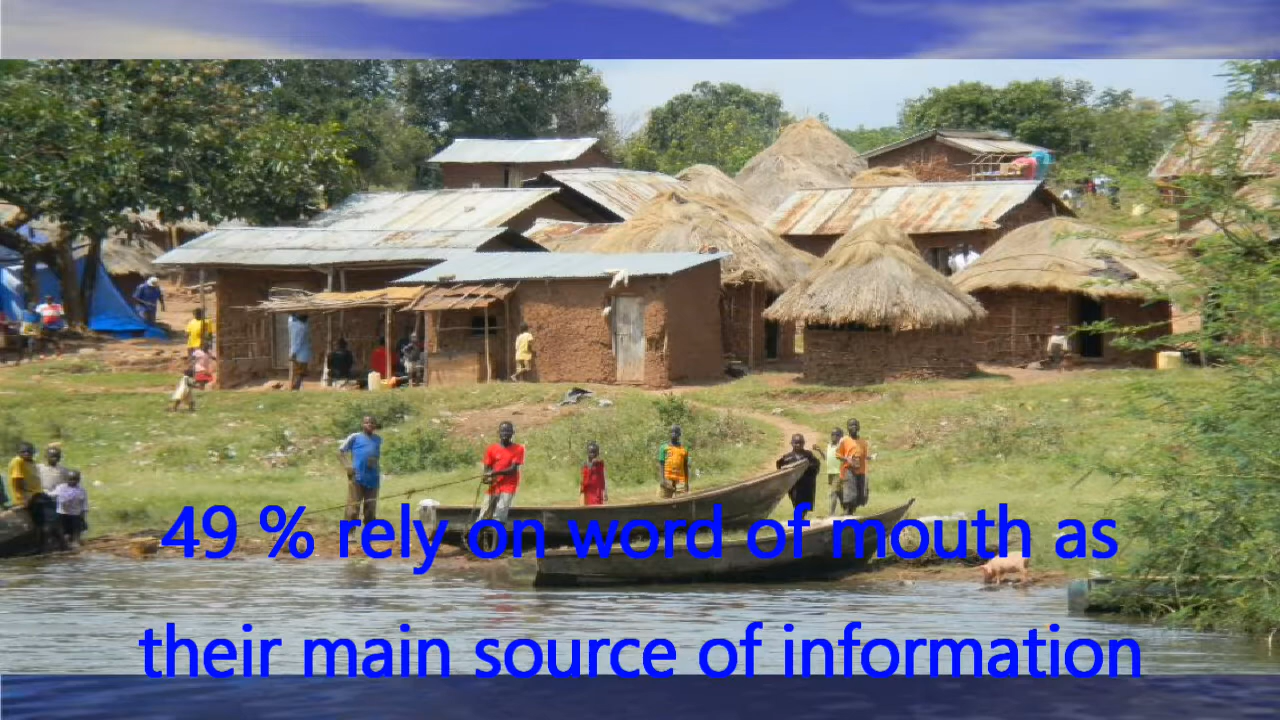 49 % rely on word of mouth as
their main source of information